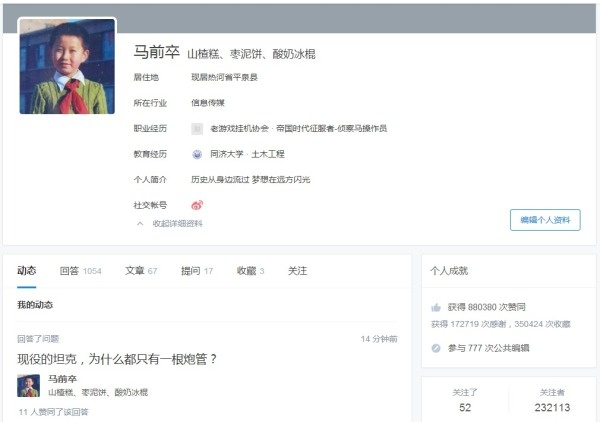 马前卒 山楂糕、枣泥饼、酸奶冰棍
居住地 现居热河省平泉县
所在行业 信息传媒
职业经历 老游戏挂机协会 · 帝国时代征服者-侦察马操作员
教育经历 同济大学 · 土木工程
个人简介 历史从身边流过 梦想在远方闪光
社交帐号
收起详细资料
编辑个人资料
动态 回答 1054 文章 67 提问 17 收藏 3 关注
我的动态
回答了问题 14 分钟前
现役的坦克，为什么都只有一根炮管？
马前卒
山楂糕、枣泥饼、酸奶冰棍
11 人赞同了该回答
个人成就
获得 880380 次赞同
获得 172719 次感谢，350424 次收藏
参与 777 次公共编辑
关注了 关注者
52 232113